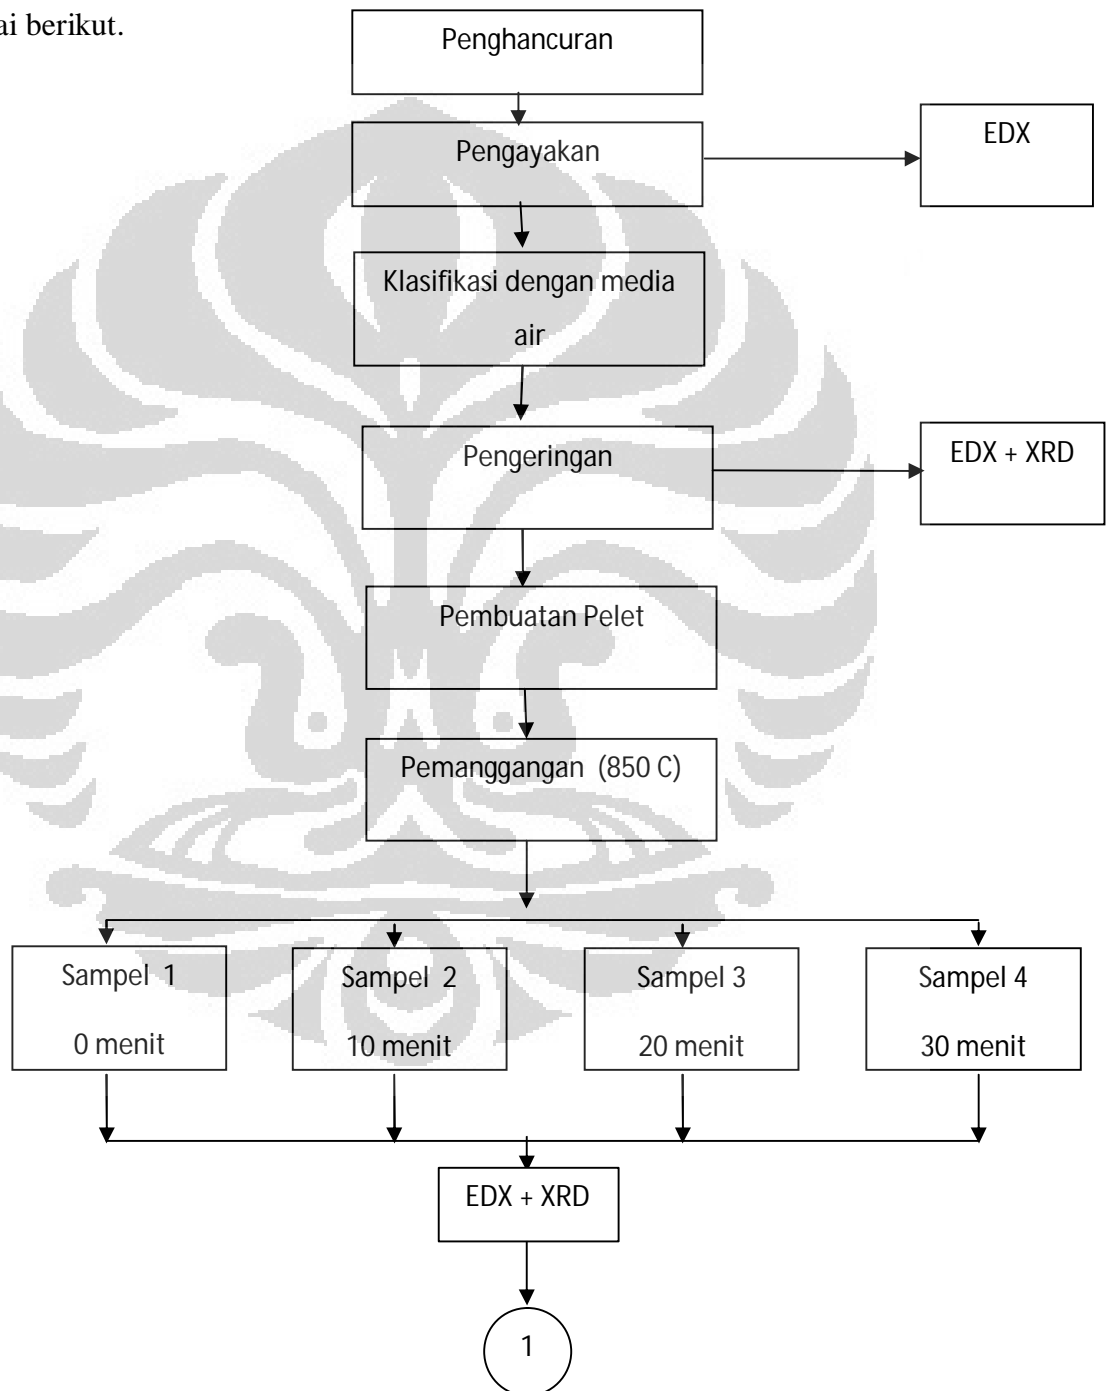 ai berikut.
Penghancuran
Pengayakan
EDX
Klasifikasi dengan media
air
Pengeringan
EDX + XRD
Pembuatan Pelet
Pemanggangan (850 C)
Sampel 1
0 menit
Sampel 2
10 menit
Sampel 3
20 menit
Sampel 4
30 menit
EDX + XRD
1